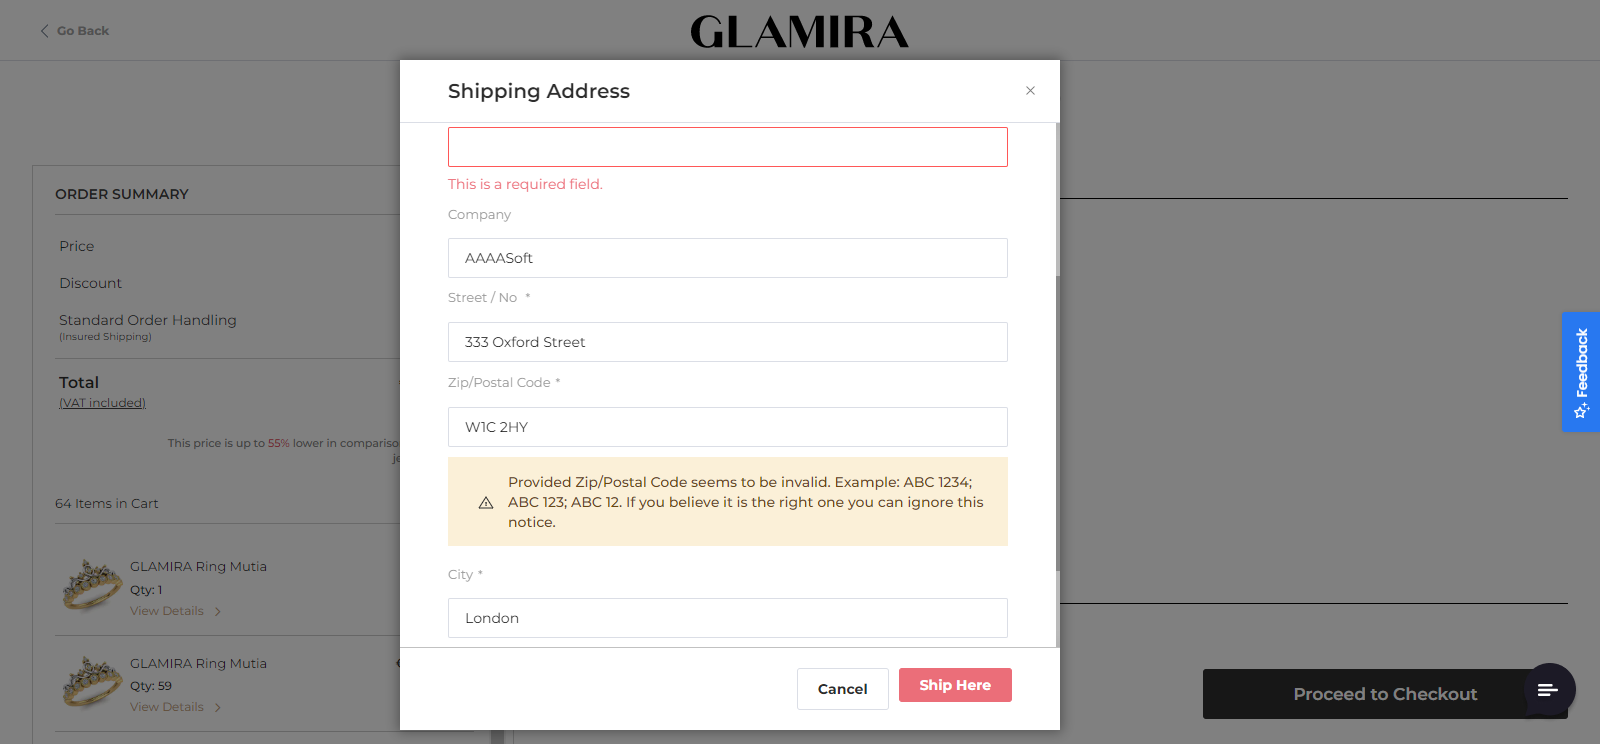 Go Back
GLAMIRA
Shipping Address
×
This is a required field.
Company
AAAASoft
Street / No *
333 Oxford Street
Zip/Postal Code *
W1C 2HY
Provided Zip/Postal Code seems to be invalid. Example: ABC 1234;
ABC 123; ABC 12. If you believe it is the right one you can ignore this
notice.
City *
London
Cancel
Ship Here
ORDER SUMMARY
Price
Discount
Standard Order Handling
(Insured Shipping)
Total
(VAT included)
This price is up to 55% lower in
64 Items in Cart
GLAMIRA Ring Mutia
Qty: 1
View Details
GLAMIRA Ring Mutia
Qty: 59
View Details
Feedback
Proceed to Checkout